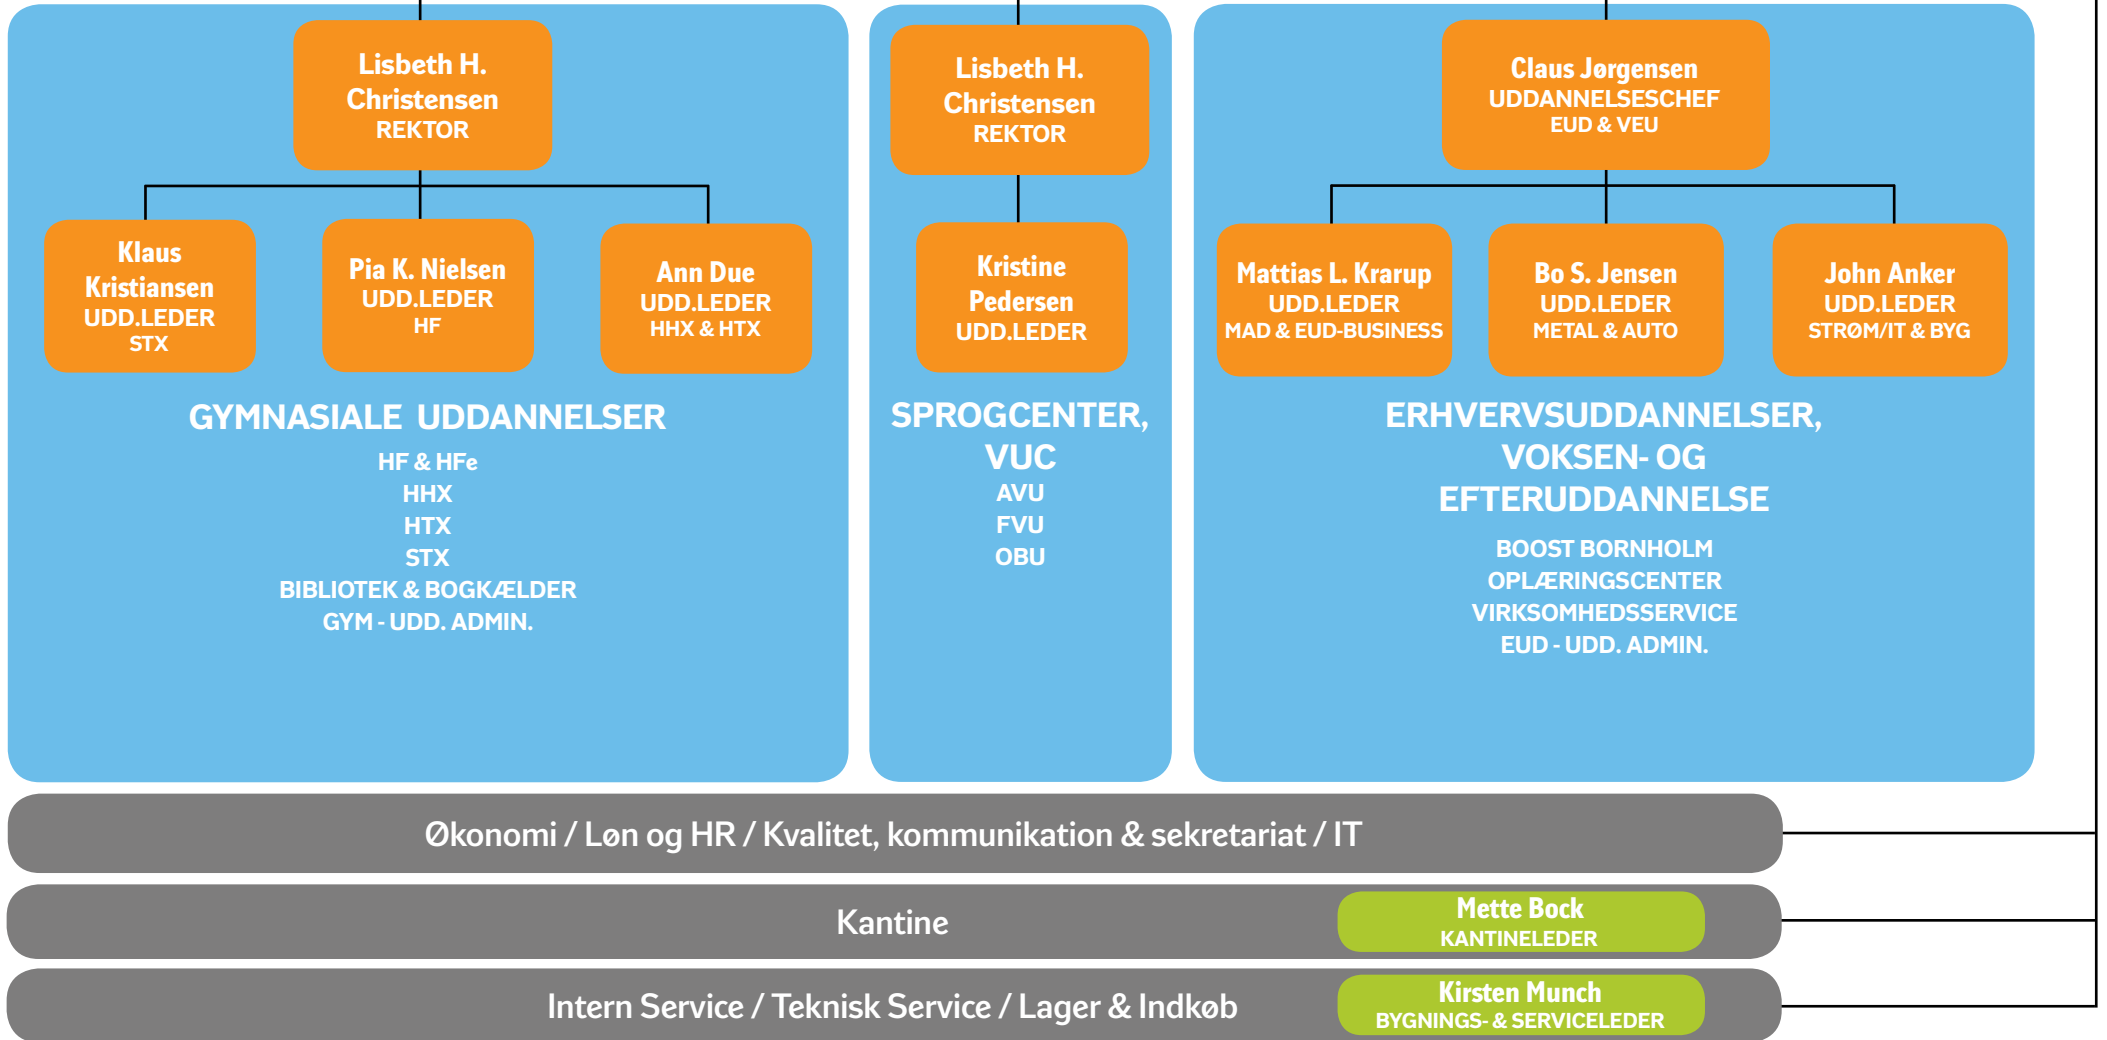 Lisbeth H.
Christensen
REKTOR
Klaus
Kristiansen
UDD.LEDER
STX
Pia K. Nielsen
UDD.LEDER
HF
Ann Due
UDD.LEDER
HHX & HTX
GYMNASIALE UDDANNELSER
HF & HFe
HHX
HTX
STX
BIBLIOTEK & BOGKÆLDER
GYM - UDD. ADMIN.
Lisbeth H.
Christensen
REKTOR
Kristine
Pedersen
UDD.LEDER
SPROGCENTER,
VUC
AVU
FVU
OBU
Claus Jørgensen
UDDANNELSESCHEF
EUD & VEU
Mattias L. Krarup
UDD.LEDER
MAD & EUD-BUSINESS
Bo S. Jensen
UDD.LEDER
METAL & AUTO
John Anker
UDD.LEDER
STRØM/IT & BYG
ERHVERVSUDDANNELSER,
VOKSEN- OG
EFTERUDDANNELSE
BOOST BORNHOLM
OPLÆRINGSCENTER
VIRKSOMHEDSSERVICE
EUD - UDD. ADMIN.
Økonomi / Løn og HR / Kvalitet, kommunikation & sekretariat / IT
Kantine
Mette Bock
KANTINELEDER
Intern Service / Teknisk Service / Lager & Indkøb
Kirsten Munch
BYGNINGS- & SERVICELEDER